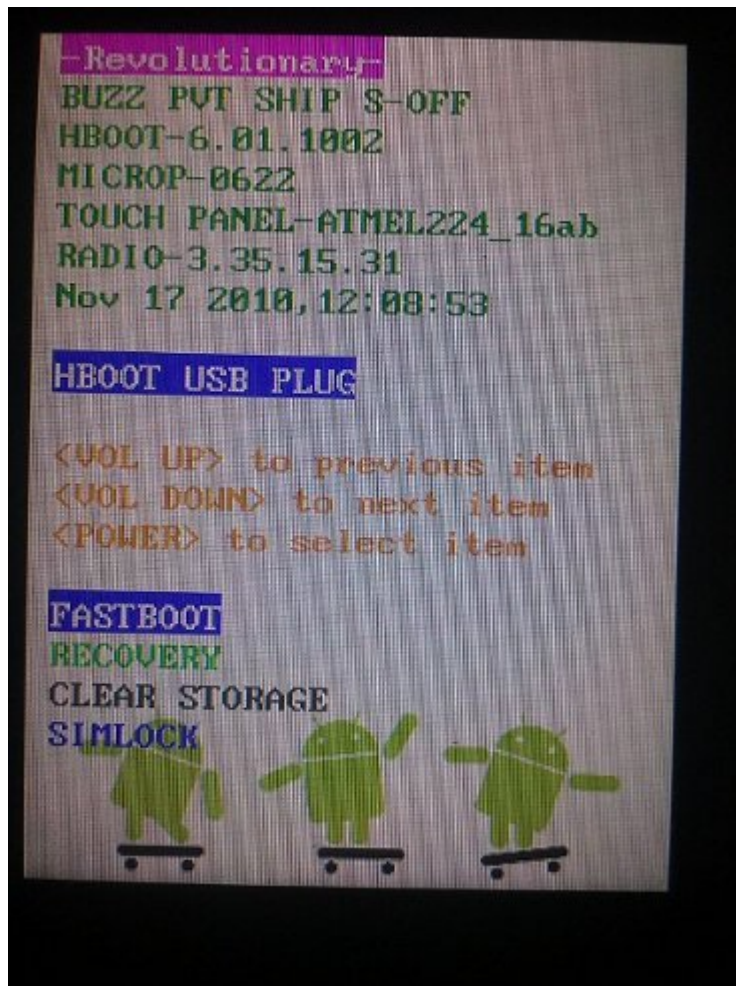 -Revolutionary-
BUZZ PVT SHIP S-OFF
HBOOT-6.01.1002
MICROP-0622
TOUCH PANEL-ATMEL224_16ab
RADIO-3.35.15.31
Nov 17 2010,12:08:53
HBOOT USB PLUG
<VOL UP> to previous item
<VOL DOWN> to next item
<POWER> to select item
FASTBOOT
RECOVERY
CLEAR STORAGE
SIMLOCK